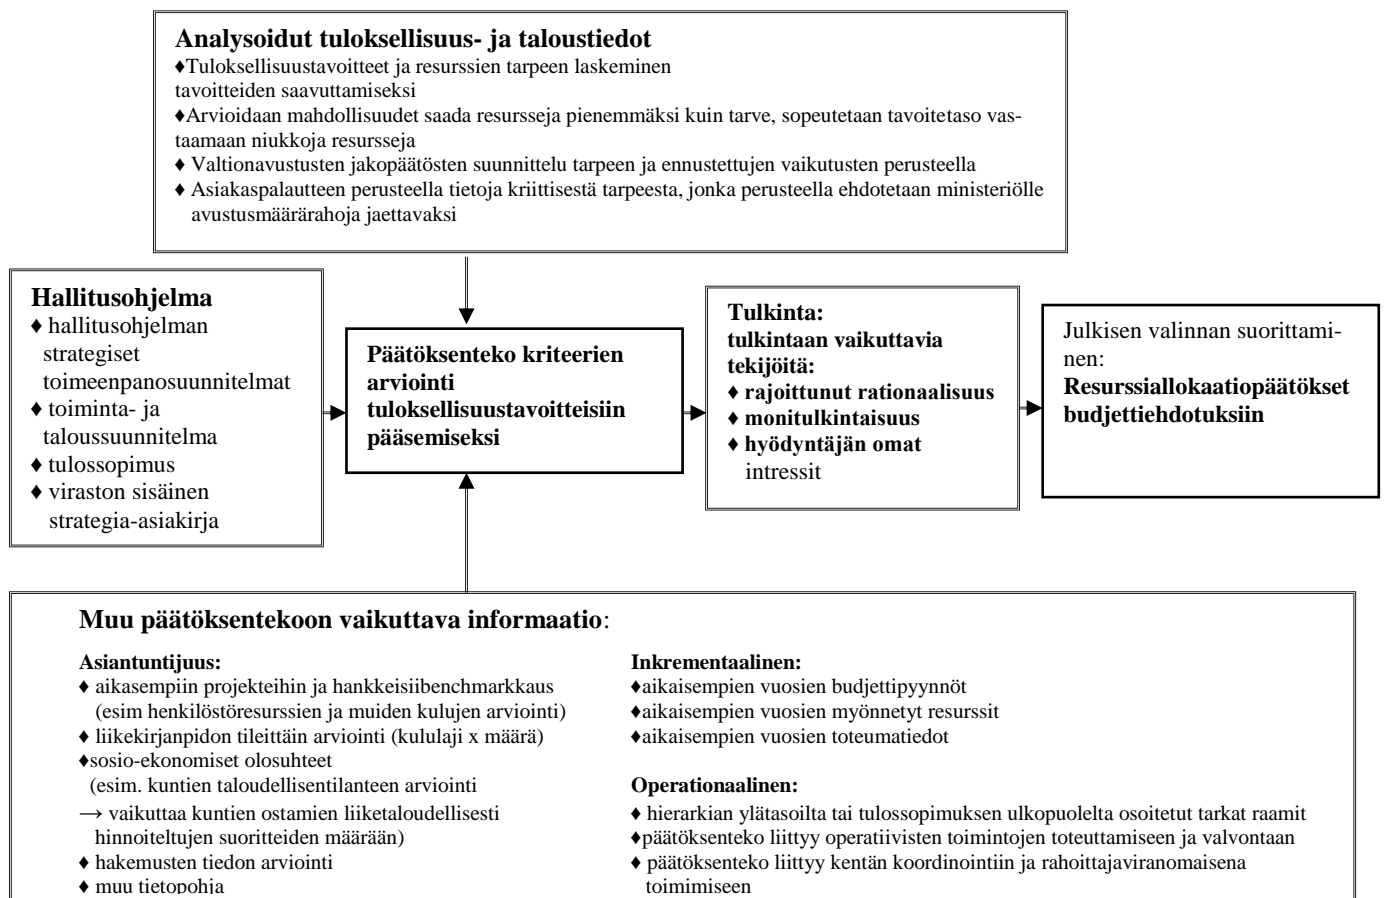 Analysoidut tuloksellisuus- ja taloustiedot
♦Tuloksellisuustavoitteet ja resurssien tarpeen laskeminen
tavoitteiden saavuttamiseksi
♦Arvioidaan mahdollisuudet saada resursseja pienemmäksi kuin tarve, sopeutetaan tavoitetaso vas-
taamaan niukkoja resursseja
♦ Valtionavustusten jakopäätösten suunnittelu tarpeen ja ennustettujen vaikutusten perusteella
♦ Asiakaspalautteen perusteella tietoja kriittisestä tarpeesta, jonka perusteella ehdotetaan ministeriölle
avustusmäärärahoja jaettavaksi
Hallitusohjelma
♦ hallitusohjelman
strategiset
toimeenpanosuunnitelmat
♦ toiminta- ja
taloussuunnitelma
♦ tulossopimus
♦ viraston sisäinen
strategia-asiakirja
Päätöksenteko kriteerien
arviointi
tuloksellisuustavoitteisiin
pääsemiseksi
Tulkinta:
tulkintaan vaikuttavia
tekijöitä:
♦ rajoittunut rationaalisuus
♦ monitulkintaisuus
♦ hyödyntäjän omat
intressit
Julkisen valinnan suorittami-
nen:
Resurssiallokaatiopäätökset
budjettiehdotuksiin
Muu päätöksentekoon vaikuttava informaatio:
Asiantuntijuus:
♦ aikasempiin projekteihin ja hankkeisiibenchmarkkaus
(esim henkilöstöresurssien ja muiden kulujen arviointi)
♦ liikekirjanpidon tileittäin arviointi (kululaji x määrä)
♦sosio-ekonomiset olosuhteet
(esim. kuntien taloudellisentilanteen arviointi
→ vaikuttaa kuntien ostamien liiketaloudellisesti
hinnoiteltujen suoritteiden määrään)
♦ hakemusten tiedon arviointi
♦ muu tietopohja
Inkrementaalinen:
♦aikaisempien vuosien budjettipyynnöt
♦aikaisempien vuosien myönnetyt resurssit
♦aikaisempien vuosien toteumatiedot
Operationaalinen:
♦ hierarkian ylätasoilta tai tulossopimuksen ulkopuolelta osoitetut tarkat raamit
♦päätöksenteko liittyy operatiivisten toimintojen toteuttamiseen ja valvontaan
♦ päätöksenteko liittyy kentän koordinointiin ja rahoittajaviranomaisena
toimimiseen